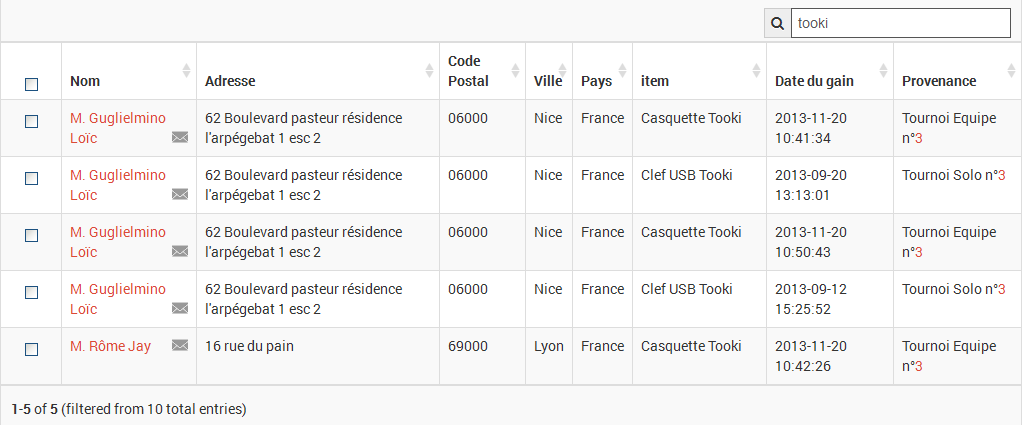 tooki
Nom Adresse Code Postal Ville Pays item Date du gain Provenance
M. Guglielmino Loïc 62 Boulevard pasteur résidence l'arpégebat 1 esc 2 06000 Nice France Casquette Tooki 2013-11-20 10:41:34 Tournoi Equipe n°3
M. Guglielmino Loïc 62 Boulevard pasteur résidence l'arpégebat 1 esc 2 06000 Nice France Clef USB Tooki 2013-09-20 13:13:01 Tournoi Solo n°3
M. Guglielmino Loïc 62 Boulevard pasteur résidence l'arpégebat 1 esc 2 06000 Nice France Casquette Tooki 2013-11-20 10:50:43 Tournoi Equipe n°3
M. Guglielmino Loïc 62 Boulevard pasteur résidence l'arpégebat 1 esc 2 06000 Nice France Clef USB Tooki 2013-09-12 15:25:52 Tournoi Solo n°3
M. Rôme Jay 16 rue du pain 69000 Lyon France Casquette Tooki 2013-11-20 10:42:26 Tournoi Equipe n°3
1-5 of 5 (filtered from 10 total entries)